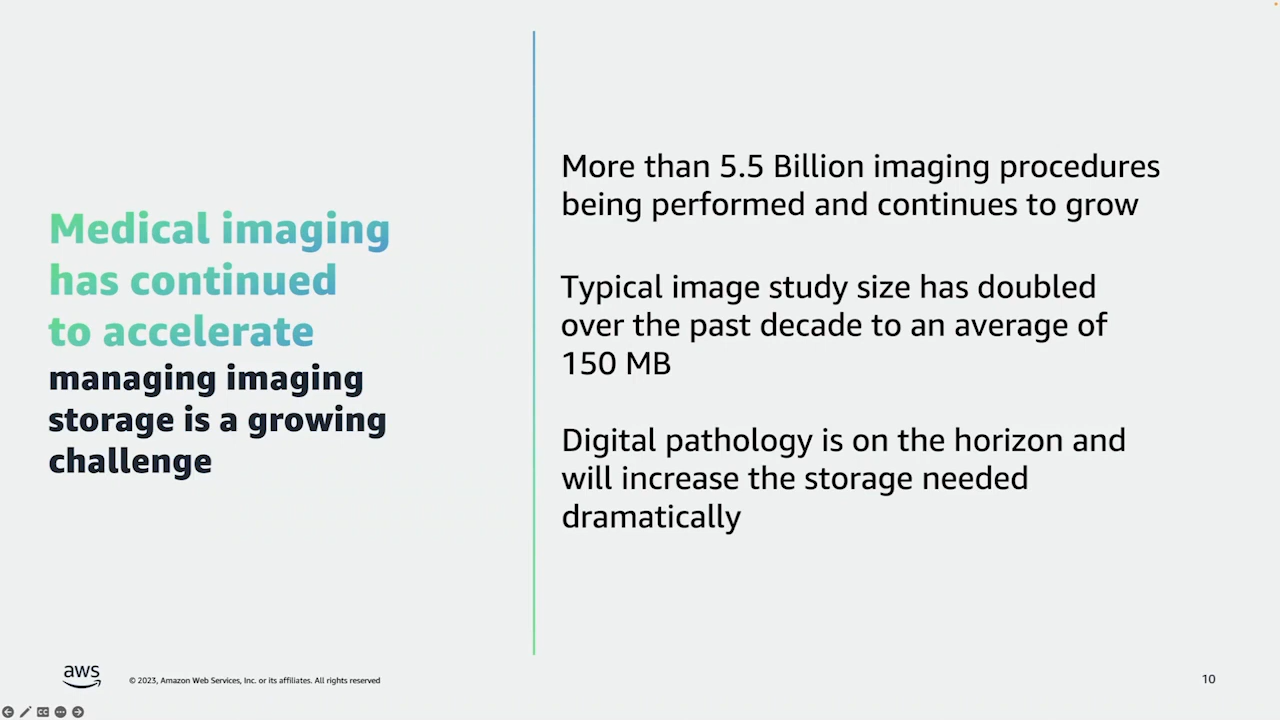 Medical imaging
has continued
to accelerate
managing imaging
storage is a growing
challenge
More than 5.5 Billion imaging procedures
being performed and continues to grow
Typical image study size has doubled
over the past decade to an average of
150 MB
Digital pathology is on the horizon and
will increase the storage needed
dramatically
aws
© 2023, Amazon Web Services, Inc. or its affiliates. All rights reserved
10
CC